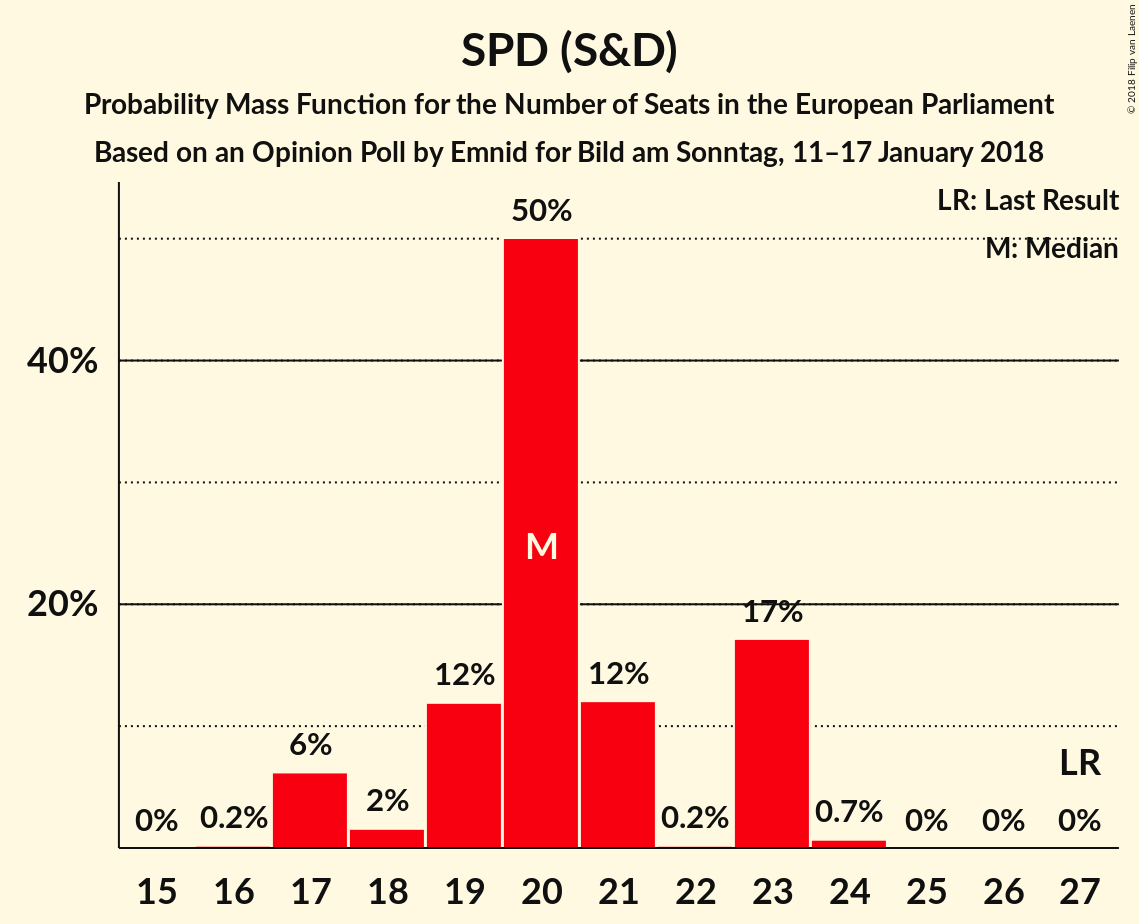 SPD (S&D)
Probability Mass Function for the Number of Seats in the European Parliament
Based on an Opinion Poll by Emnid for Bild am Sonntag, 11–17 January 2018
© 2018 Filip van Laenen
LR: Last Result
M: Median
40%
20%
0%
0.2%
6%
2%
12%
50%
M
12%
0.2%
17%
0.7%
0%
0%
LR
0%
15 16 17 18 19 20 21 22 23 24 25 26 27